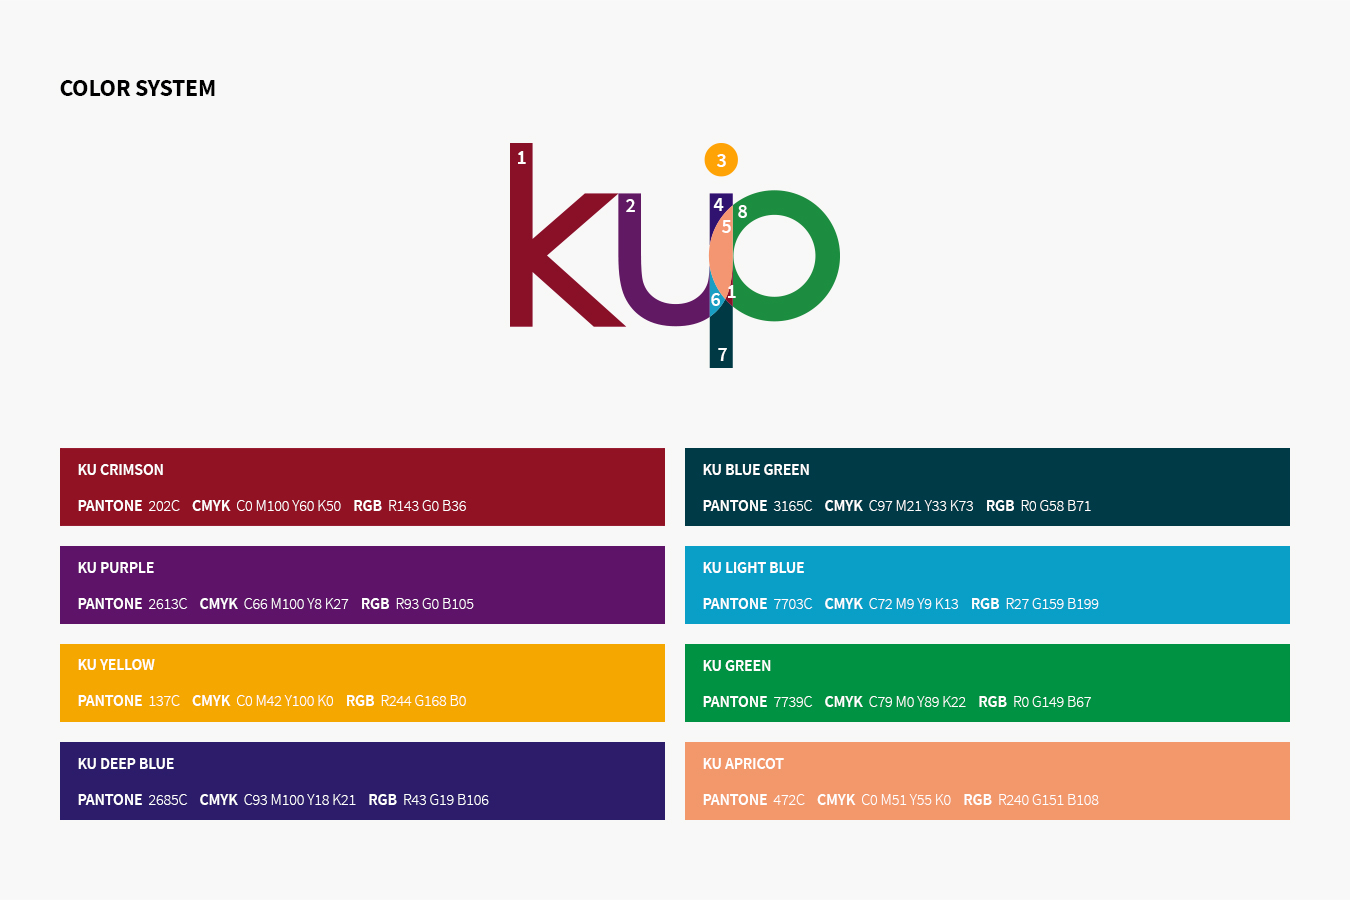 COLOR SYSTEM
kup
1
3
2
4
8
5
1
6
7
KU CRIMSON
PANTONE 202C CMYK C0 M100 Y60 K50 RGB R143 G0 B36
KU PURPLE
PANTONE 2613C CMYK C66 M100 Y8 K27 RGB R93 G0 B105
KU YELLOW
PANTONE 137C CMYK C0 M42 Y100 K0 RGB R244 G168 B0
KU DEEP BLUE
PANTONE 2685C CMYK C93 M100 Y18 K21 RGB R43 G19 B106
KU BLUE GREEN
PANTONE 3165C CMYK C97 M21 Y33 K73 RGB R0 G58 B71
KU LIGHT BLUE
PANTONE 7703C CMYK C72 M9 Y9 K13 RGB R27 G159 B199
KU GREEN
PANTONE 7739C CMYK C79 M0 Y89 K22 RGB R0 G149 B67
KU APRICOT
PANTONE 472C CMYK C0 M51 Y55 K0 RGB R240 G151 B108